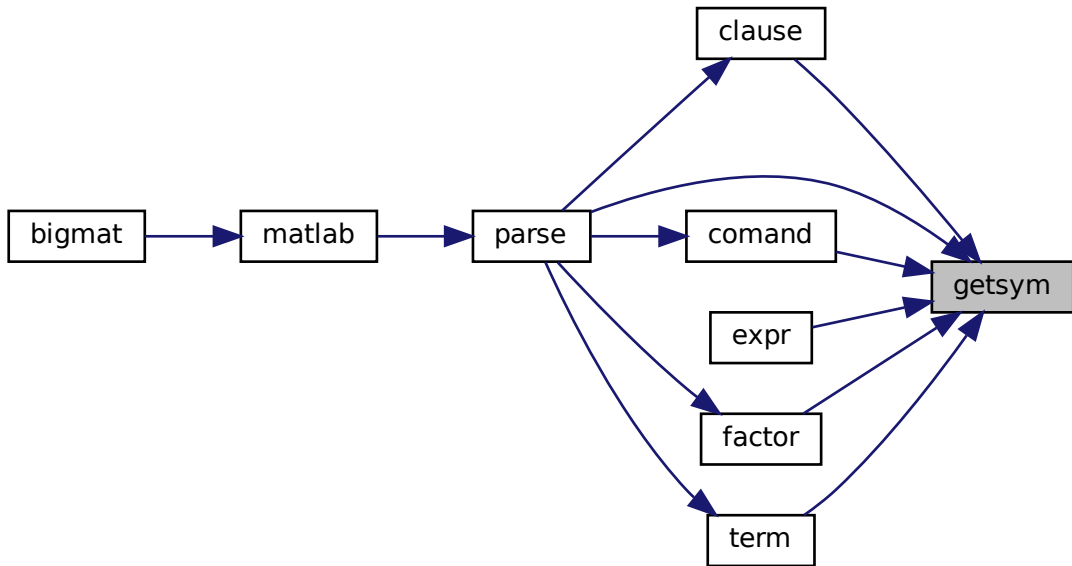 clause
bigmat
matlab
parse
comand
getsym
expr
factor
term